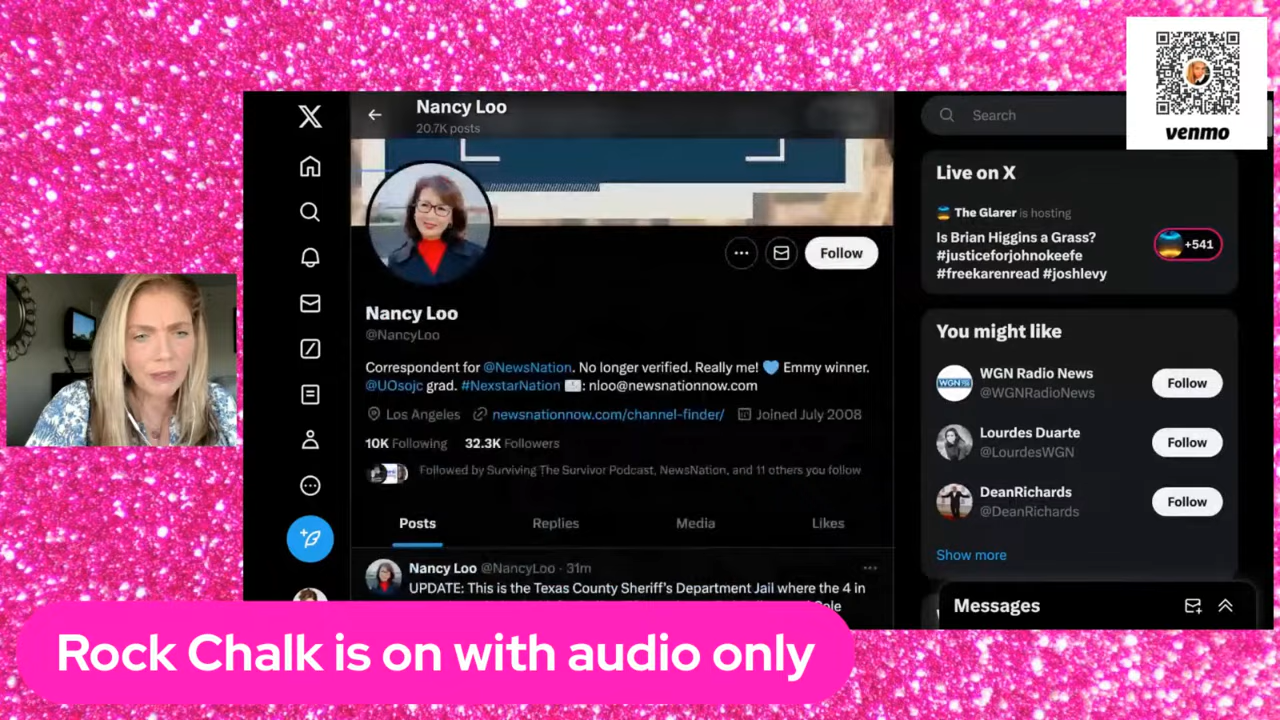 venmo
Nancy Loo
20.7K posts
Search
Live on X
The Glarer is hosting
Is Brian Higgins a Grass?
#justiceforjohnokeefe
#freekarenread #joshlevy
+541
Follow
Nancy Loo
@NancyLoo
Correspondent for @NewsNation. No longer verified. Really me! 💙 Emmy winner.
@UOsojc grad. #NexstarNation 📧: nloo@newsnationnow.com
Los Angeles newsnationnow.com/channel-finder/ Joined July 2008
10K Following 32.3K Followers
Followed by Surviving The Survivor Podcast, NewsNation, and 11 others you follow
Posts Replies Media Likes
Nancy Loo @NancyLoo · 31m
UPDATE: This is the Texas County Sheriff's Department Jail where the 4 in
You might like
WGN
WGN Radio News
@WGNRadioNews
Follow
Lourdes Duarte
@LourdesWGN
Follow
DeanRichards
@DeanRichards
Follow
Show more
Messages
Rock Chalk is on with audio only